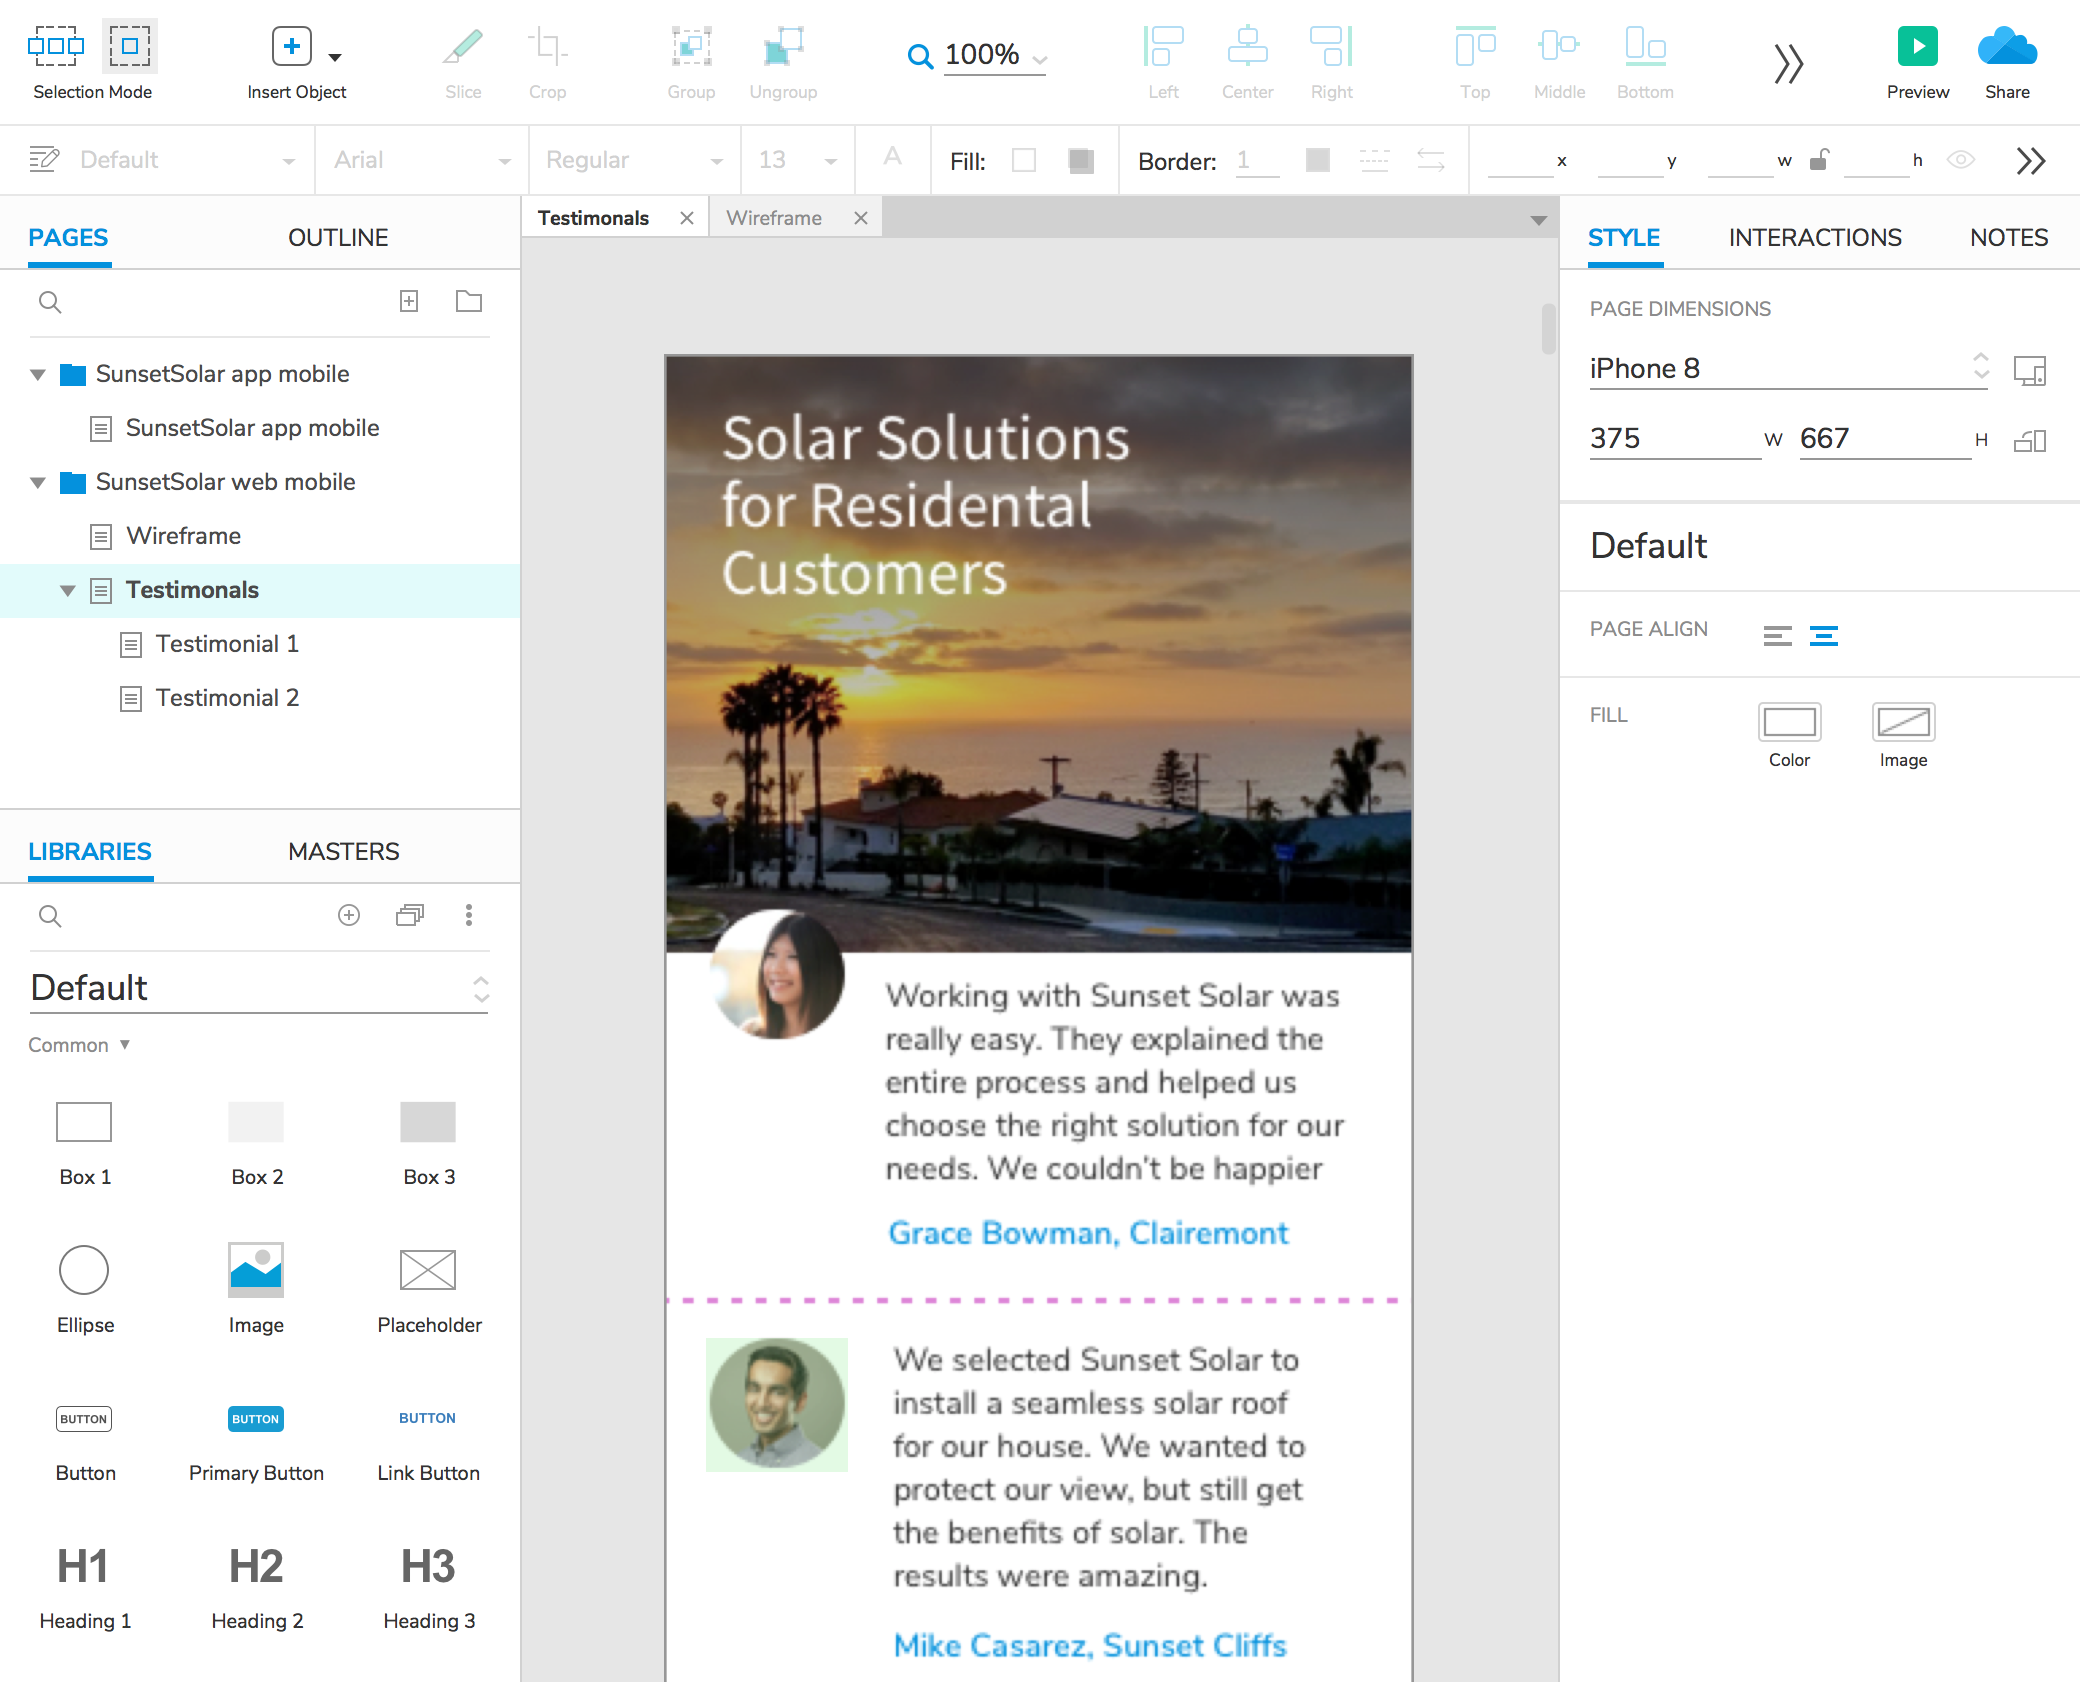 Selection Mode
Insert Object
Slice
Crop
Group
Ungroup
100%
Left
Center
Right
Top
Middle
Bottom
Preview
Share
Default
Arial
Regular
13
A
Fill:
Border:
1
x
y
w
h
PAGES
OUTLINE
SunsetSolar app mobile
SunsetSolar app mobile
SunsetSolar web mobile
Wireframe
Testimonals
Testimonial 1
Testimonial 2
LIBRARIES
MASTERS
Default
Common
Box 1
Box 2
Box 3
Ellipse
Image
Placeholder
BUTTON
BUTTON
BUTTON
Button
Primary Button
Link Button
H1
H2
H3
Heading 1
Heading 2
Heading 3
Testimonals
Wireframe
Solar Solutions
for Residental
Customers
Working with Sunset Solar was
really easy. They explained the
entire process and helped us
choose the right solution for our
needs. We couldn't be happier
Grace Bowman, Clairemont
We selected Sunset Solar to
install a seamless solar roof
for our house. We wanted to
protect our view, but still get
the benefits of solar. The
results were amazing.
Mike Casarez, Sunset Cliffs
STYLE
INTERACTIONS
NOTES
PAGE DIMENSIONS
iPhone 8
375 W 667 H
Default
PAGE ALIGN
FILL
Color
Image